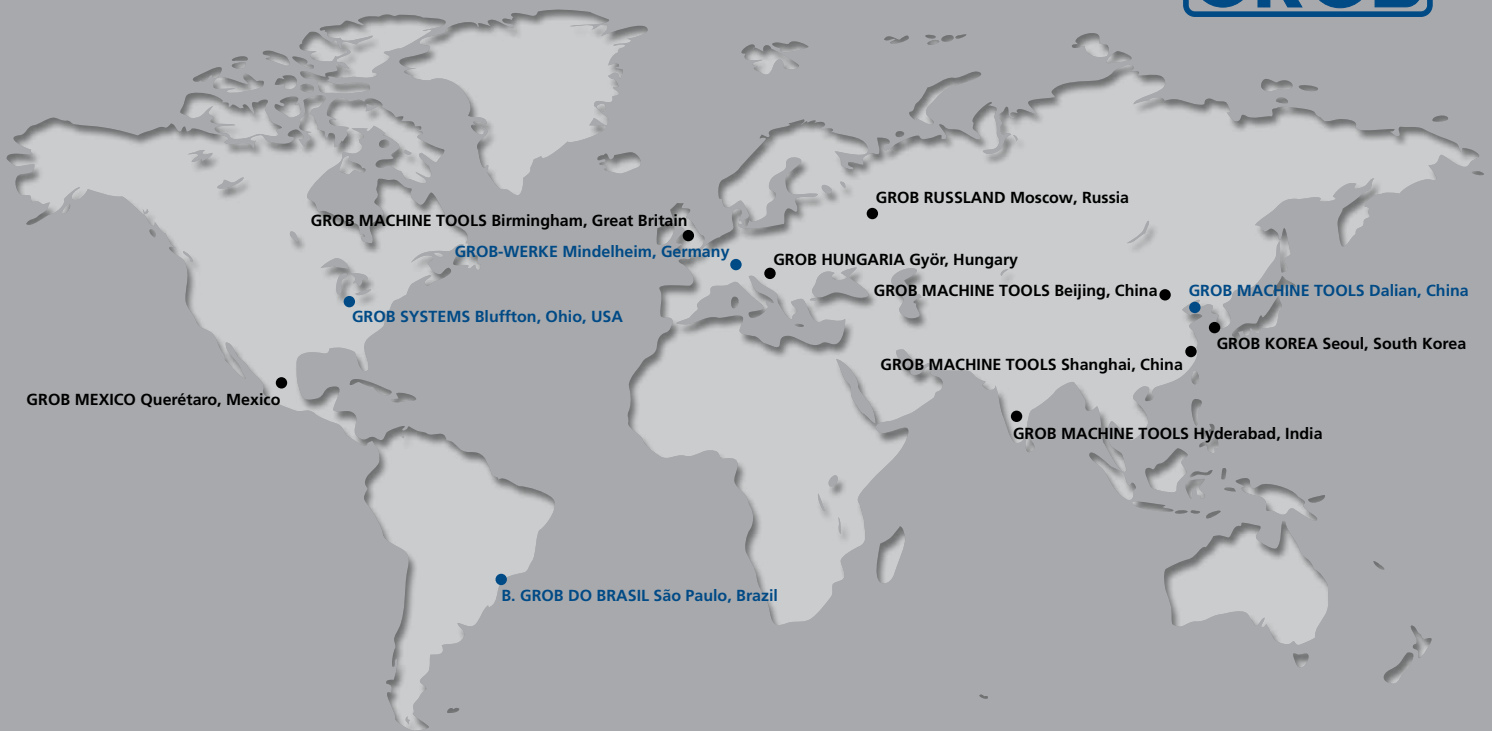 GROB
GROB RUSSLAND Moscow, Russia
GROB MACHINE TOOLS Birmingham, Great Britain
GROB-WERKE Mindelheim, Germany
GROB HUNGARIA Györ, Hungary
GROB MACHINE TOOLS Beijing, China
GROB MACHINE TOOLS Dalian, China
GROB SYSTEMS Bluffton, Ohio, USA
GROB KOREA Seoul, South Korea
GROB MACHINE TOOLS Shanghai, China
GROB MEXICO Querétaro, Mexico
GROB MACHINE TOOLS Hyderabad, India
B. GROB DO BRASIL São Paulo, Brazil